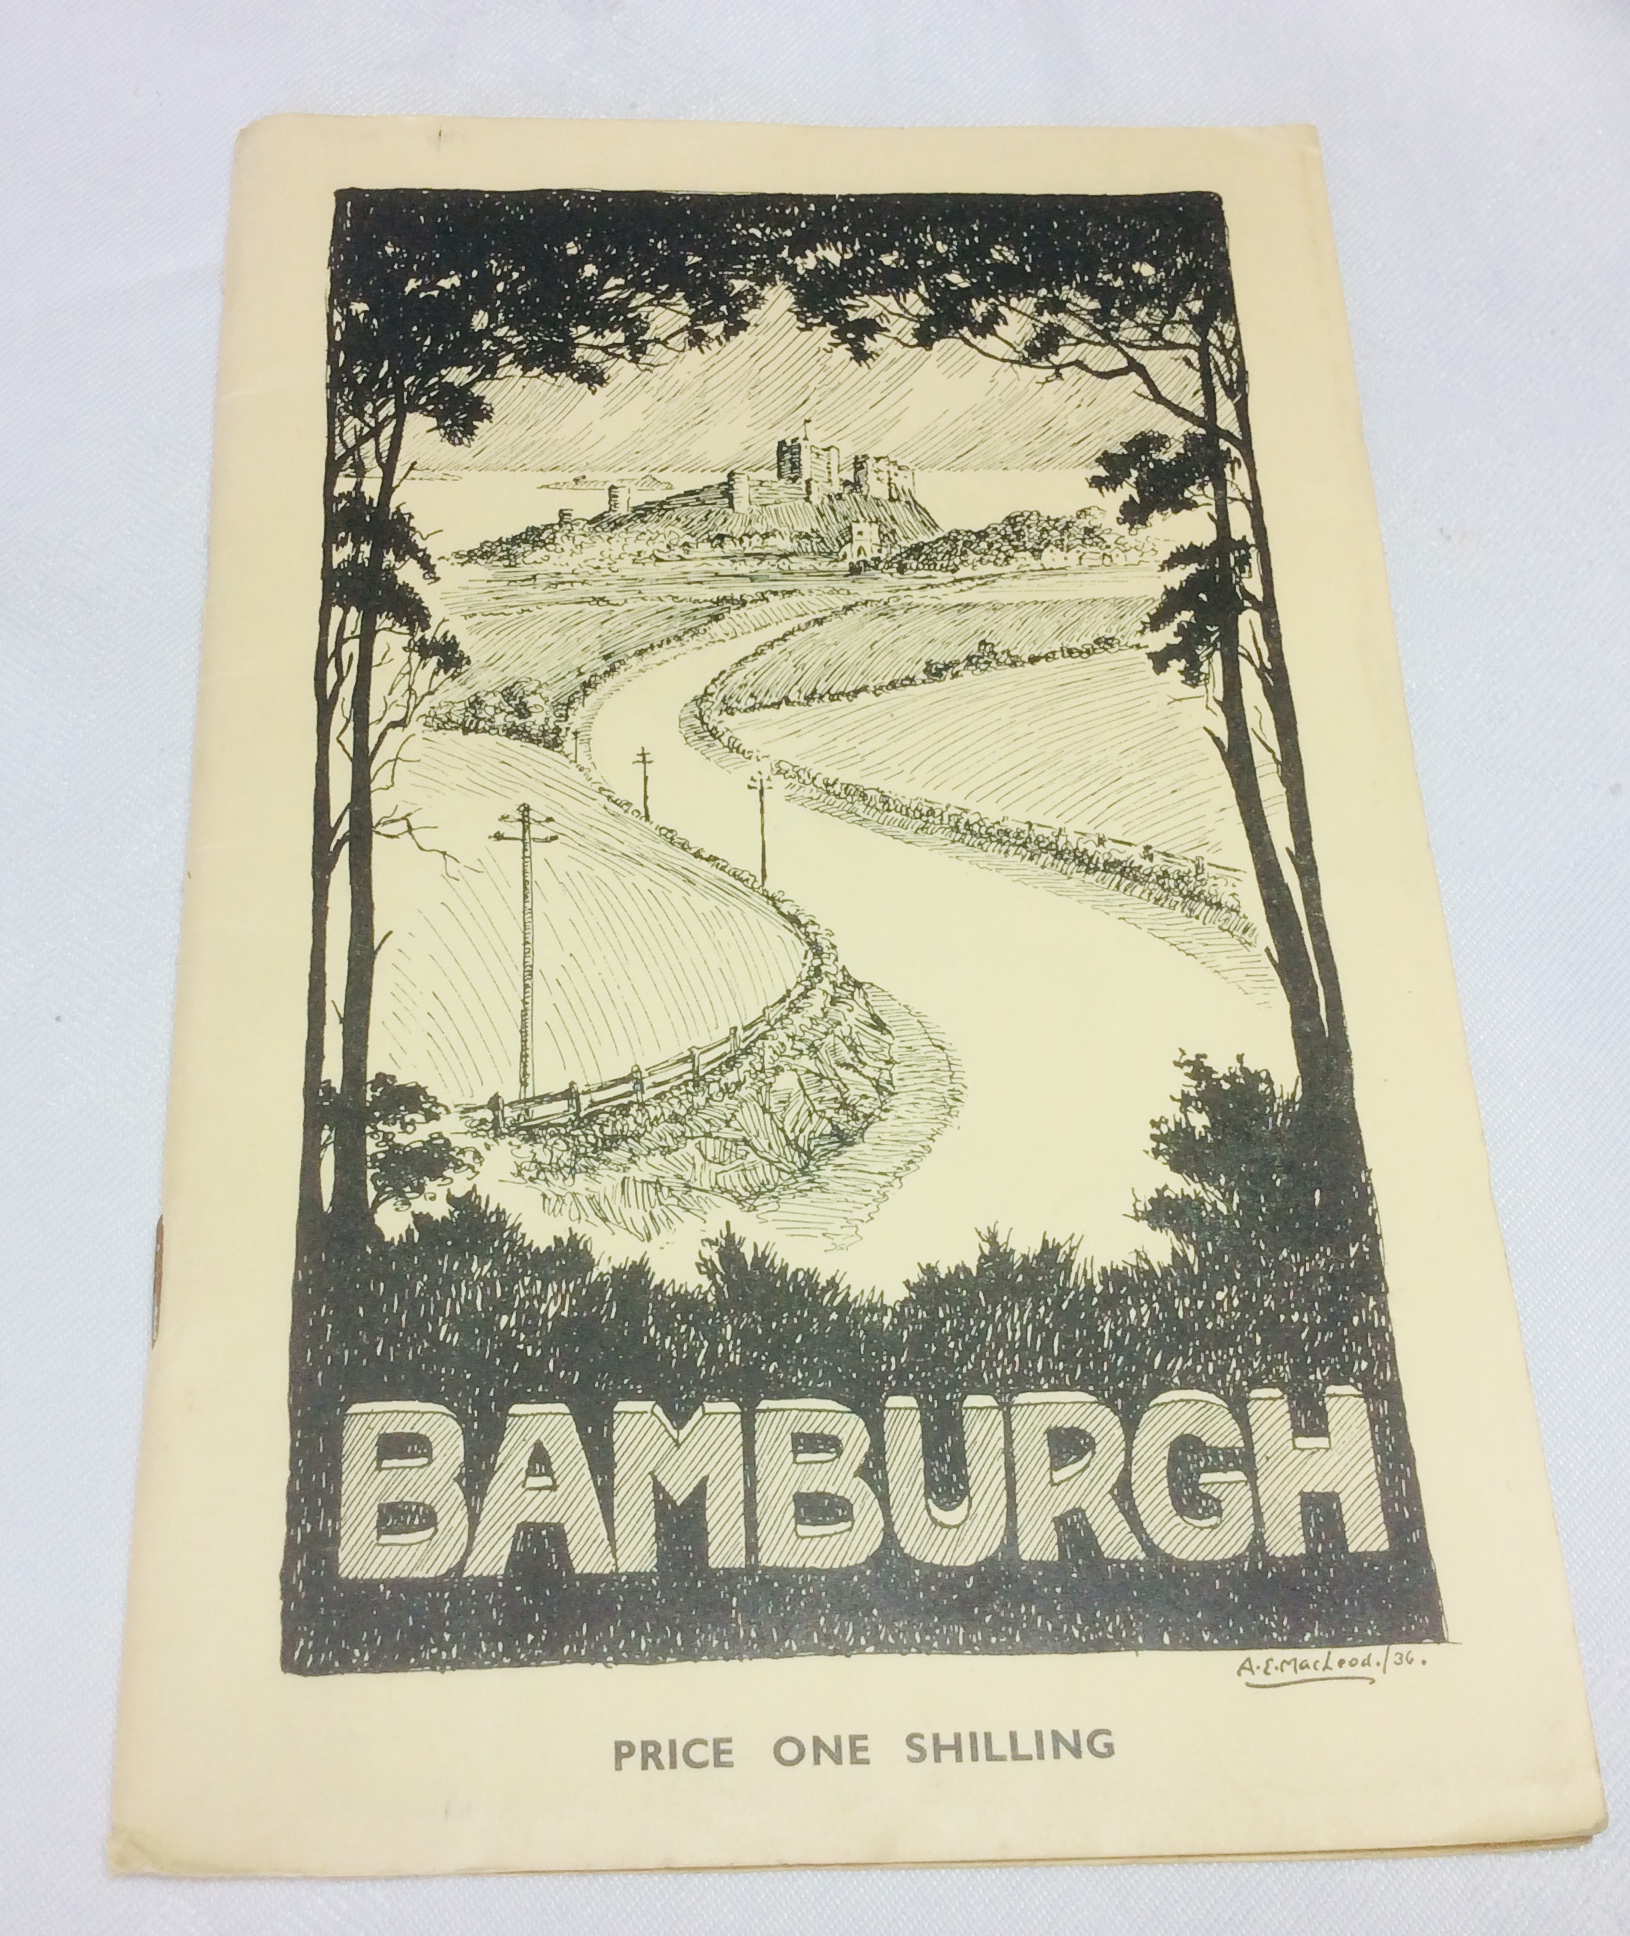 BAMBURGH
A.E.MacLeod./36.
PRICE ONE SHILLING